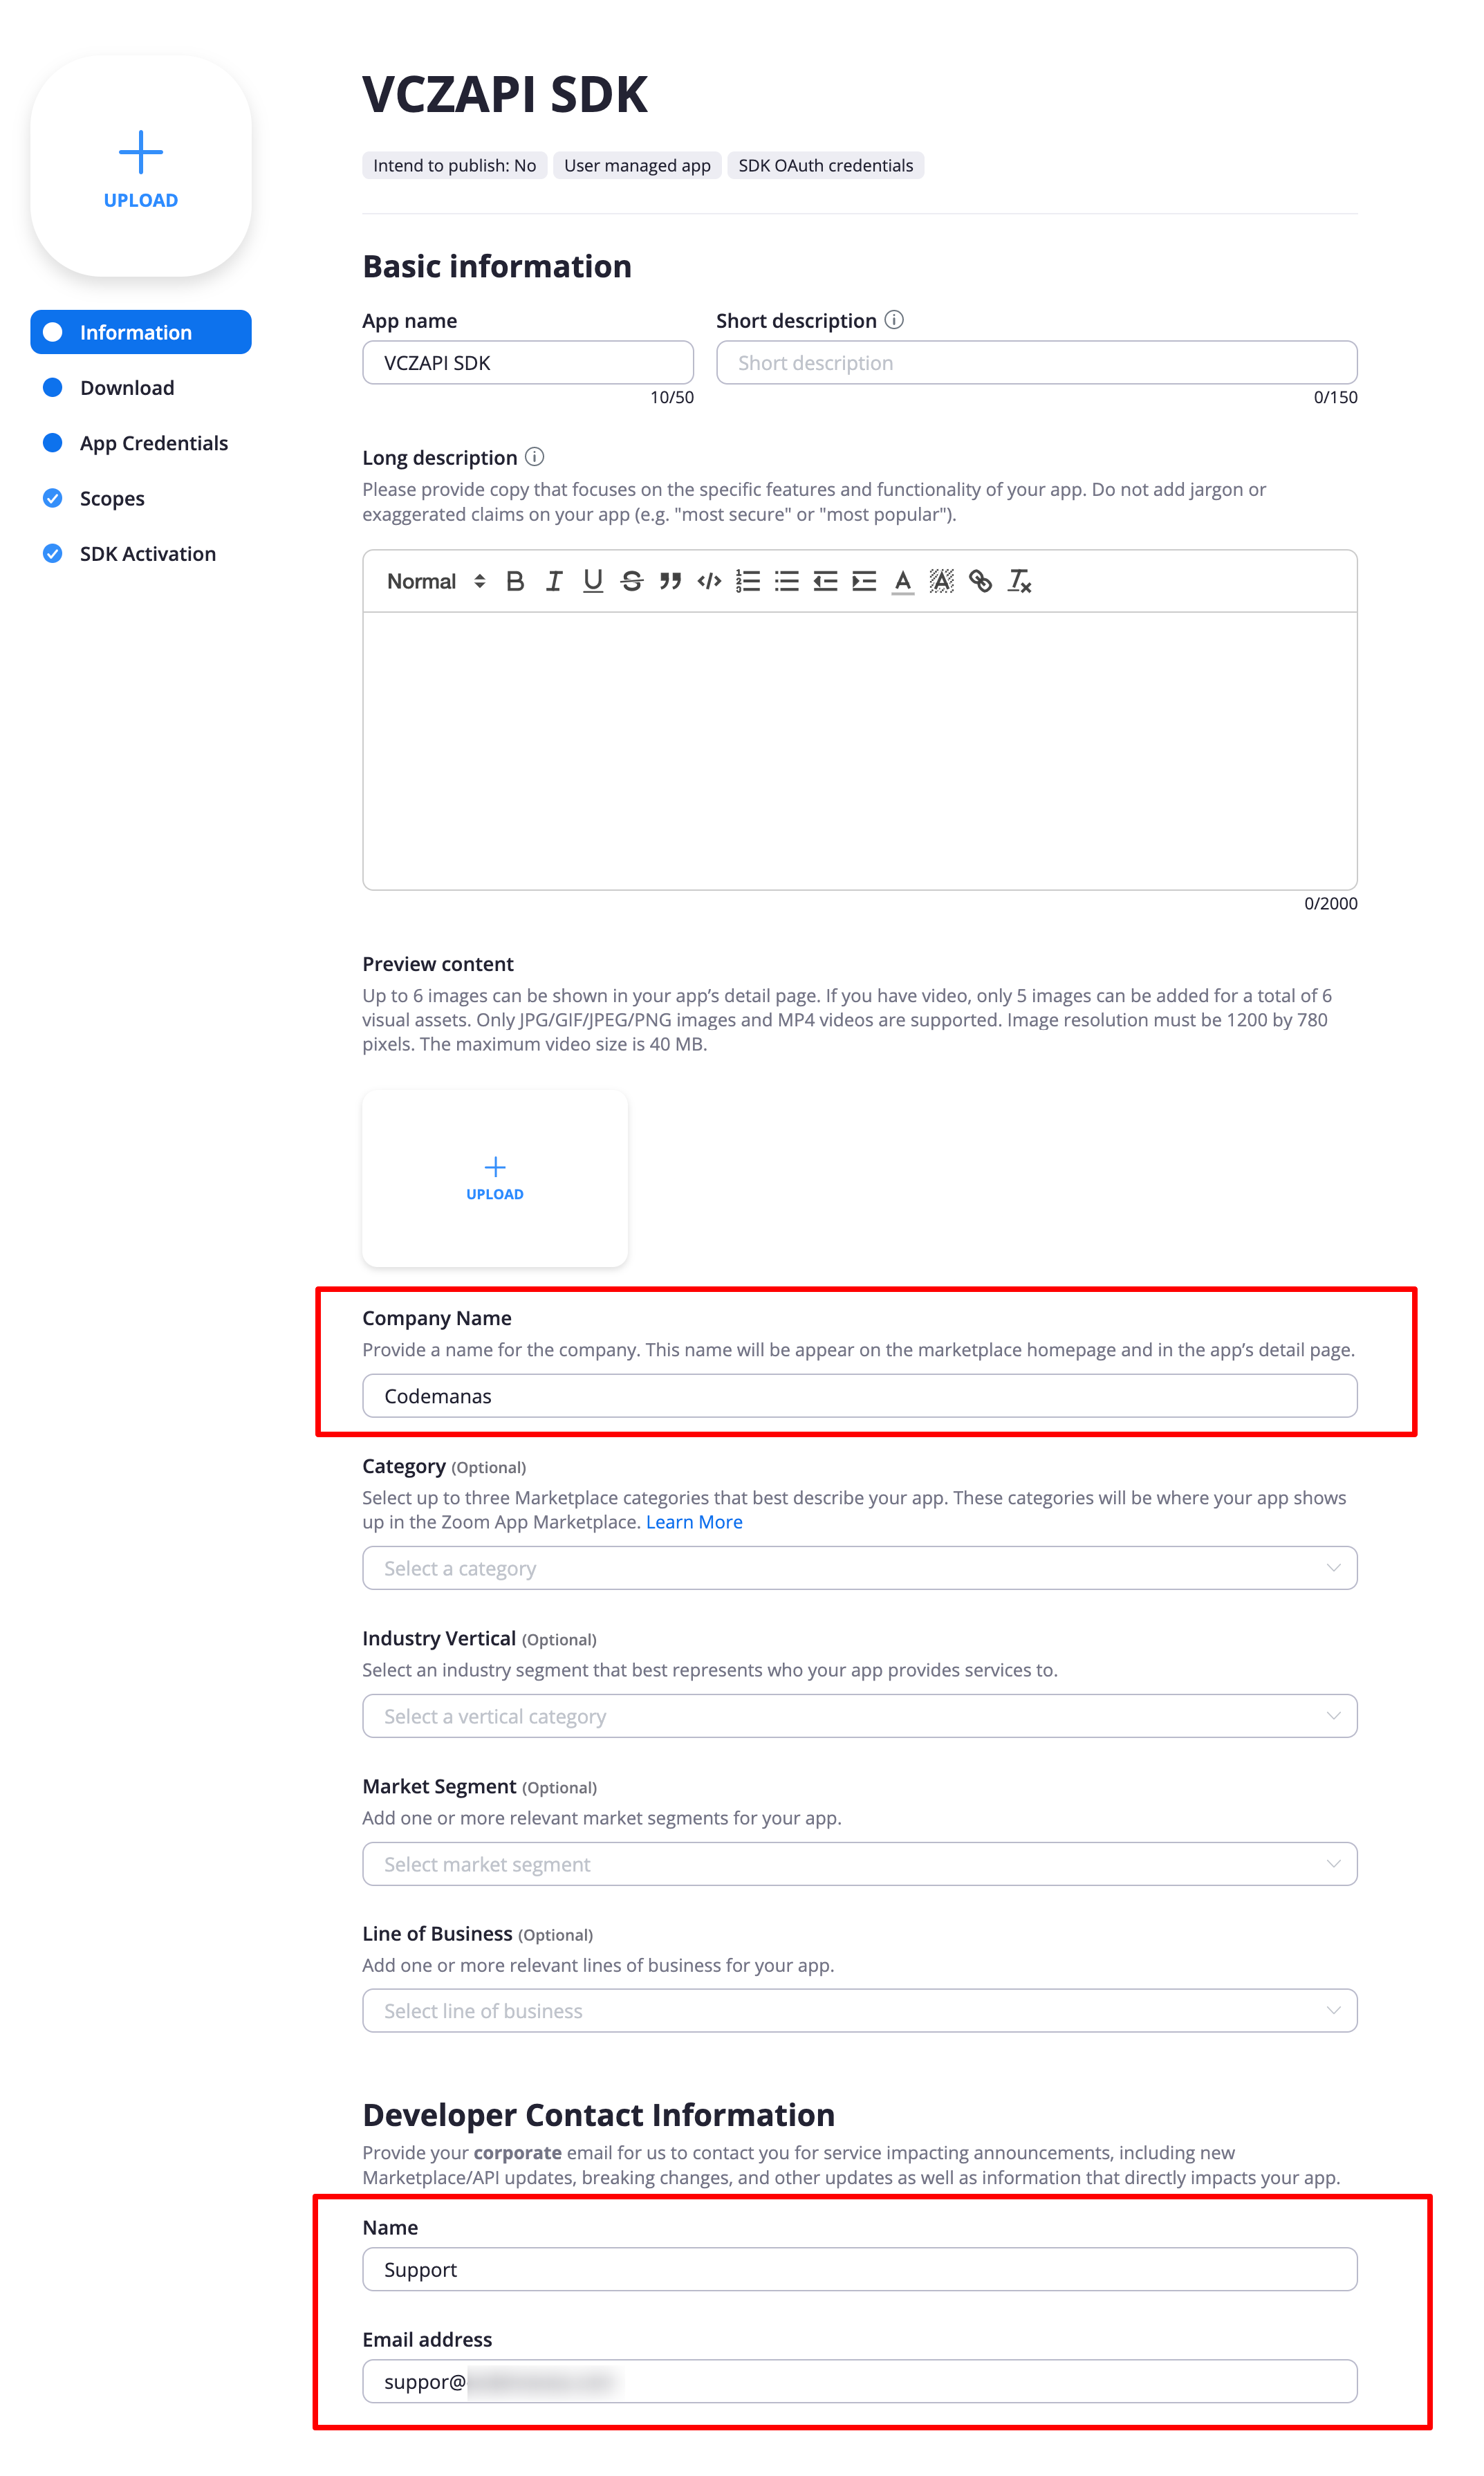 VCZAPI SDK
Intend to publish: No
User managed app
SDK OAuth credentials
UPLOAD
Information
Download
App Credentials
Scopes
SDK Activation
Basic information
App name
VCZAPI SDK
10/50
Short description
Short description
0/150
Long description
Please provide copy that focuses on the specific features and functionality of your app. Do not add jargon or
exaggerated claims on your app (e.g. "most secure" or "most popular").
Normal
0/2000
Preview content
Up to 6 images can be shown in your app’s detail page. If you have video, only 5 images can be added for a total of 6
visual assets. Only JPG/GIF/JPEG/PNG images and MP4 videos are supported. Image resolution must be 1200 by 780
pixels. The maximum video size is 40 MB.
UPLOAD
Company Name
Provide a name for the company. This name will be appear on the marketplace homepage and in the app’s detail page.
Codemanas
Category (Optional)
Select up to three Marketplace categories that best describe your app. These categories will be where your app shows
up in the Zoom App Marketplace. Learn More
Select a category
Industry Vertical (Optional)
Select an industry segment that best represents who your app provides services to.
Select a vertical category
Market Segment (Optional)
Add one or more relevant market segments for your app.
Select market segment
Line of Business (Optional)
Add one or more relevant lines of business for your app.
Select line of business
Developer Contact Information
Provide your corporate email for us to contact you for service impacting announcements, including new
Marketplace/API updates, breaking changes, and other updates as well as information that directly impacts your app.
Name
Support
Email address
suppor@